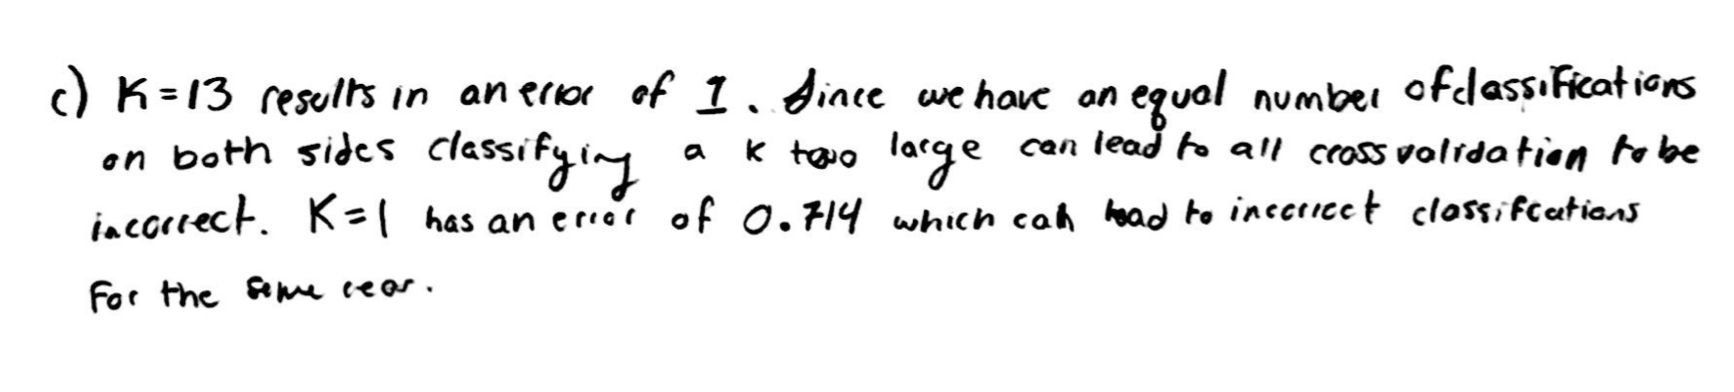 c) K=13 results in an error of 1. Since we have an equal number of classifications
on both sides classifying a k too large can lead to all cross validation to be
incorrect. K=1 has an error of 0.714 which can lead to incorrect classifcations
For the same